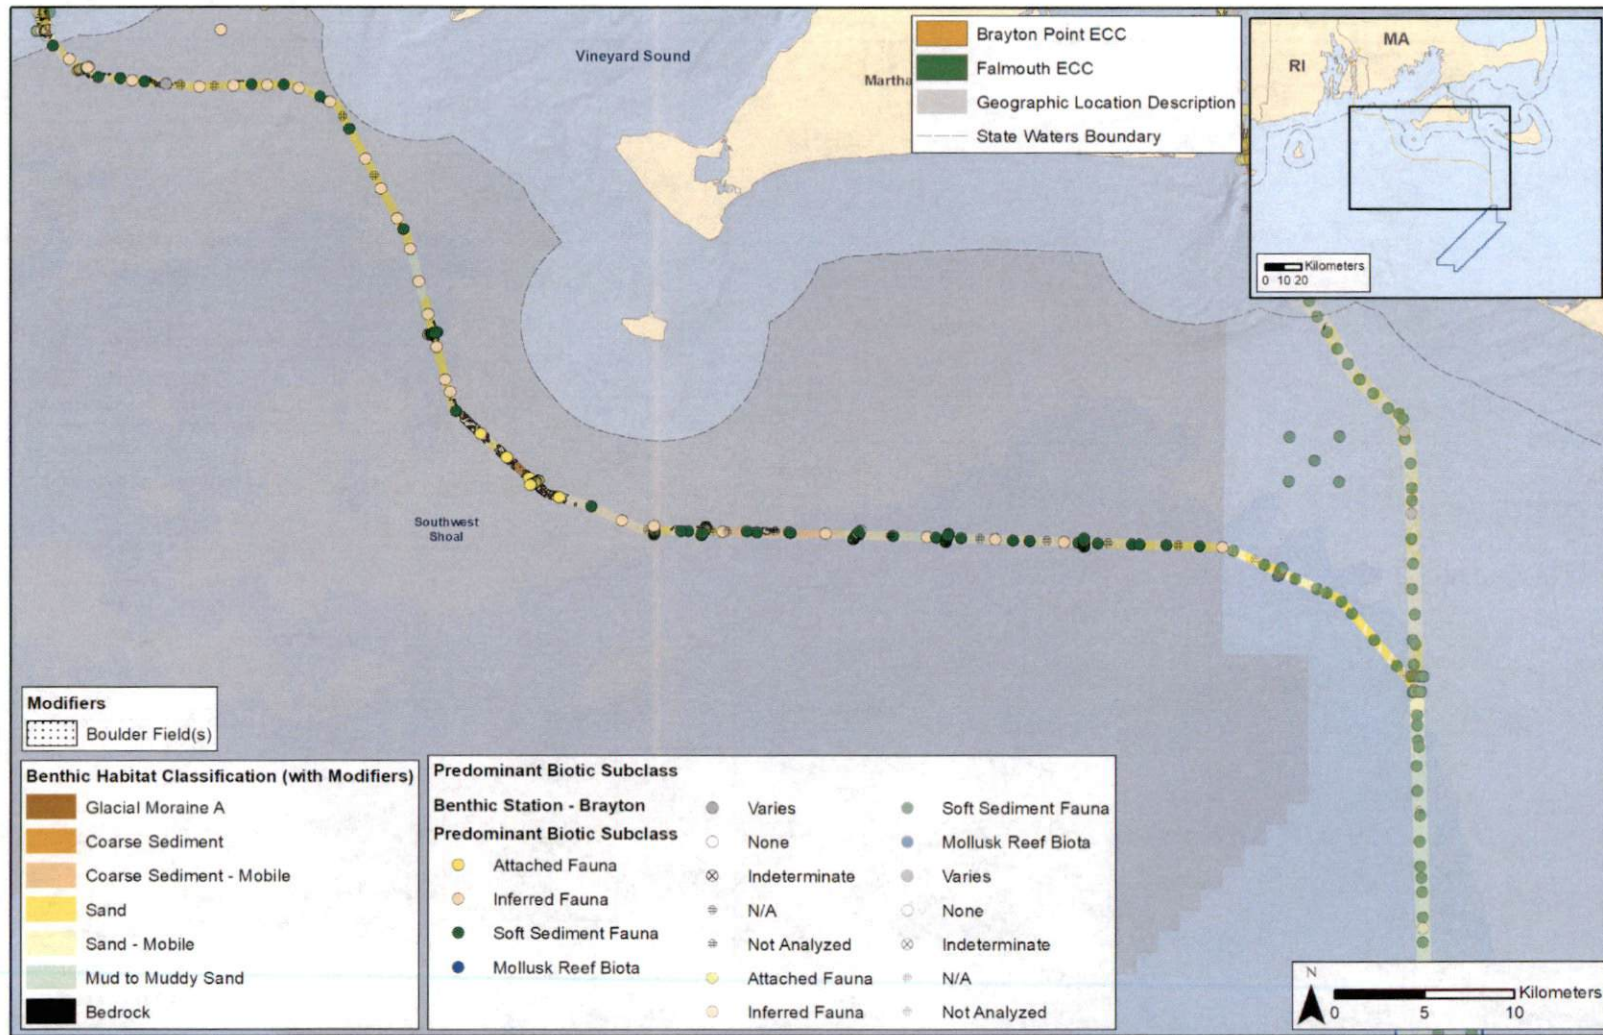 Vineyard Sound
Martha
Southwest
Shoal
Brayton Point ECC
Falmouth ECC
Geographic Location Description
State Waters Boundary
MA
RI
Kilometers
0 10 20
Modifiers
Boulder Field(s)
Benthic Habitat Classification (with Modifiers)
Glacial Moraine A
Coarse Sediment
Coarse Sediment - Mobile
Sand
Sand - Mobile
Mud to Muddy Sand
Bedrock
Predominant Biotic Subclass
Benthic Station - Brayton
Predominant Biotic Subclass
Attached Fauna
Inferred Fauna
Soft Sediment Fauna
Mollusk Reef Biota
Varies
None
Indeterminate
N/A
Not Analyzed
Attached Fauna
Inferred Fauna
Soft Sediment Fauna
Mollusk Reef Biota
Varies
None
Indeterminate
N/A
Not Analyzed
N
Kilometers
0 5 10